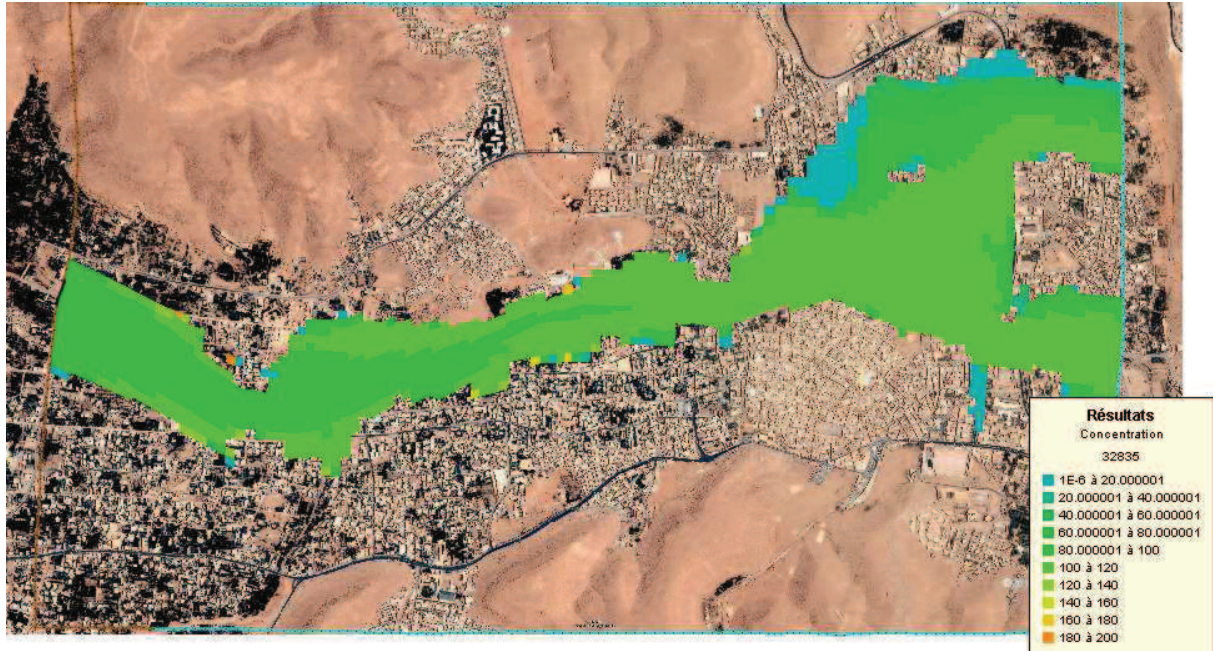 Résultats
Concentration
32835
1E-6 à 20.000001
20.000001 à 40.000001
40.000001 à 60.000001
60.000001 à 80.000001
80.000001 à 100
100 à 120
120 à 140
140 à 160
160 à 180
180 à 200